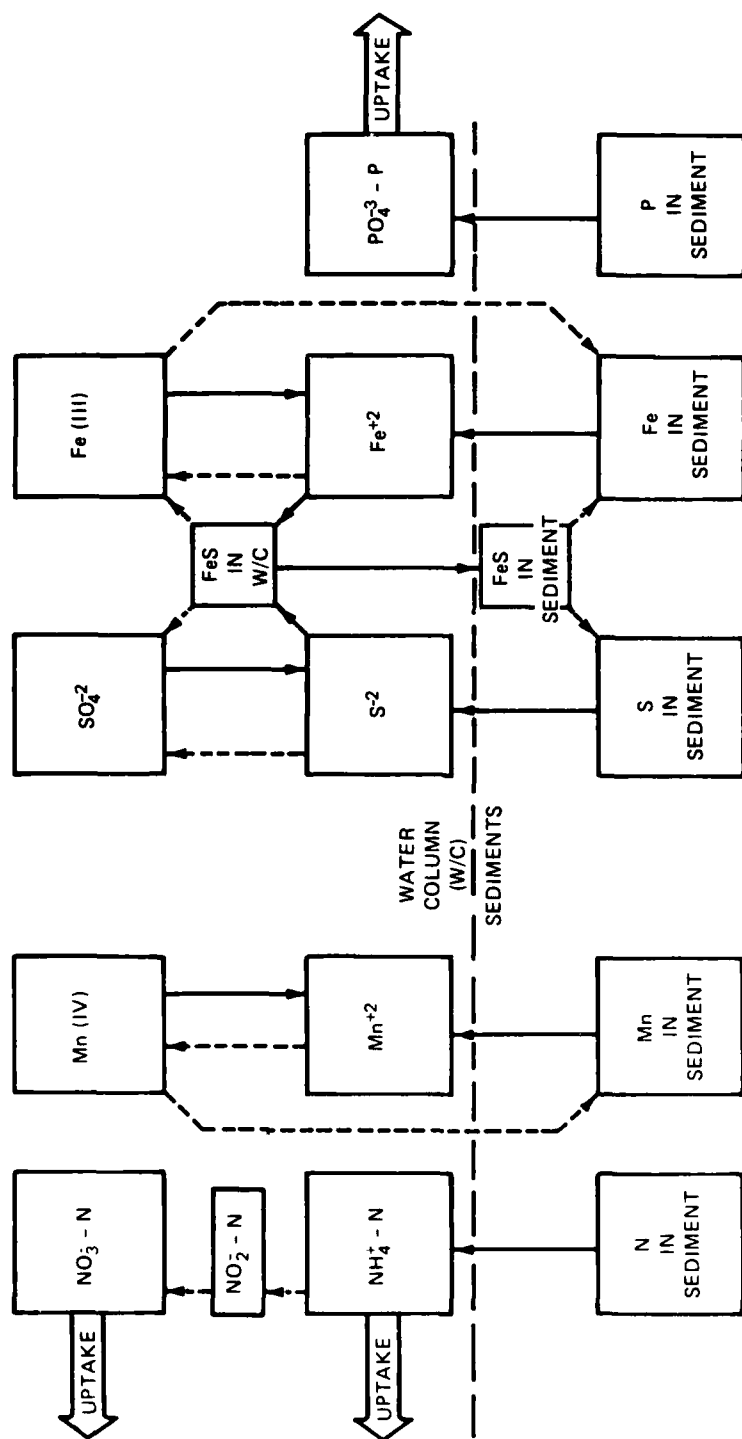 NO₃⁻ – N
Mn (IV)
SO₄⁻²
Fe (III)
UPTAKE
NO₂⁻ – N
FeS
IN
W/C
NH₄⁺ – N
Mn⁺²
S⁻²
Fe⁺²
PO₄⁻³ – P
UPTAKE
UPTAKE
WATER
COLUMN
(W/C)
SEDIMENTS
FeS
IN
SEDIMENT
N
IN
SEDIMENT
Mn
IN
SEDIMENT
S
IN
SEDIMENT
Fe
IN
SEDIMENT
P
IN
SEDIMENT